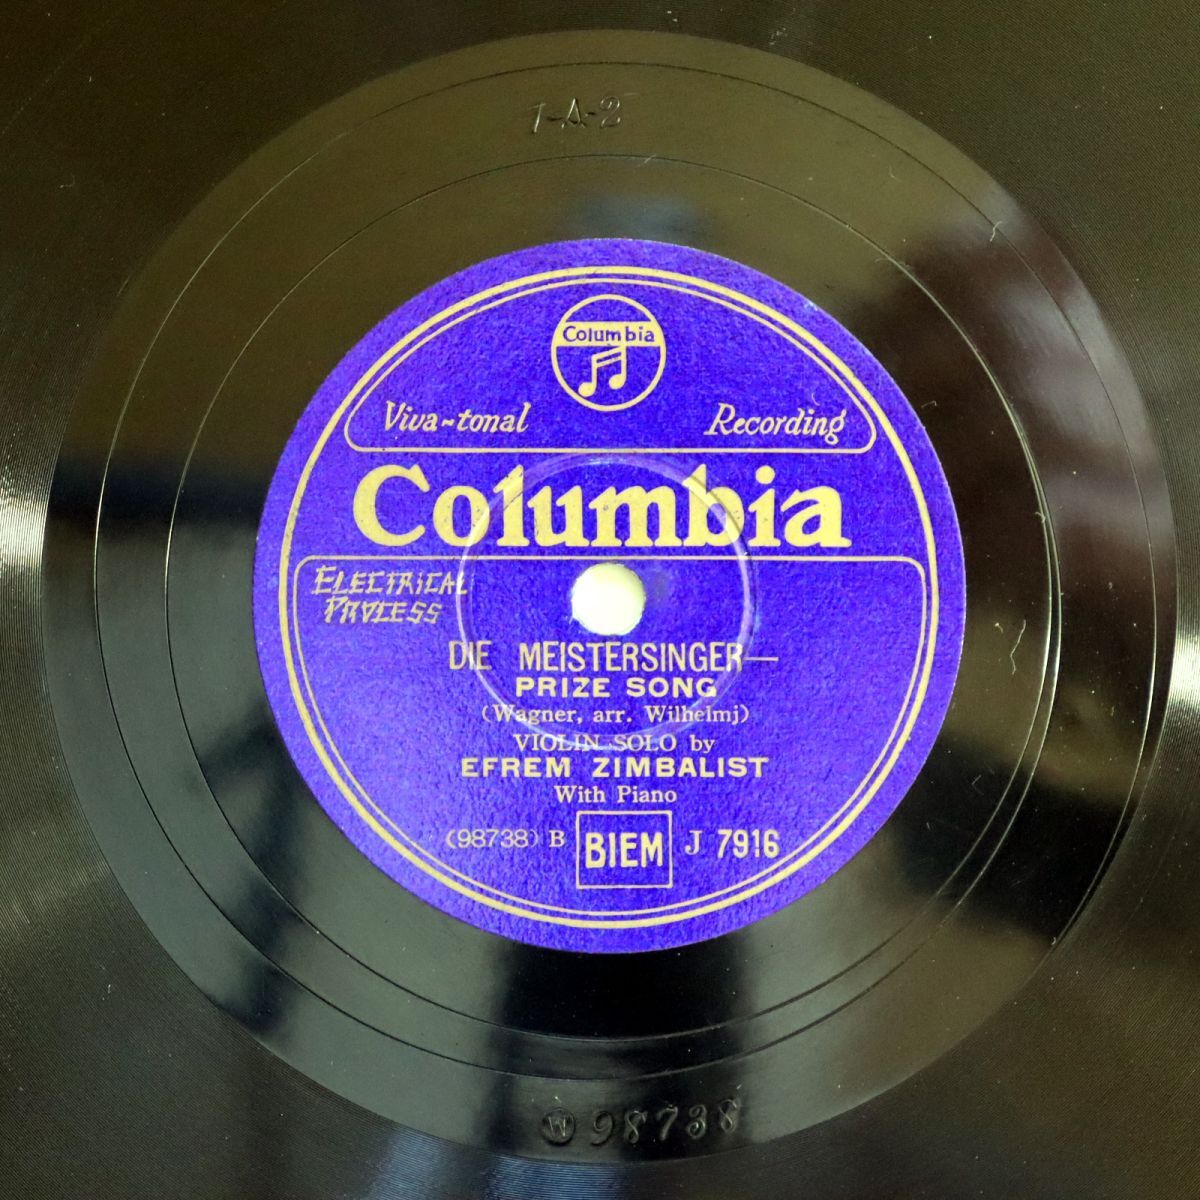 1-A-2
Columbia
Viva-tonal Recording
Columbia
ELECTRICAL
PROCESS
DIE MEISTERSINGER—
PRIZE SONG
(Wagner, arr. Wilhelmj)
VIOLIN SOLO by
EFREM ZIMBALIST
With Piano
(98738) B BIEM J 7916
W 98738